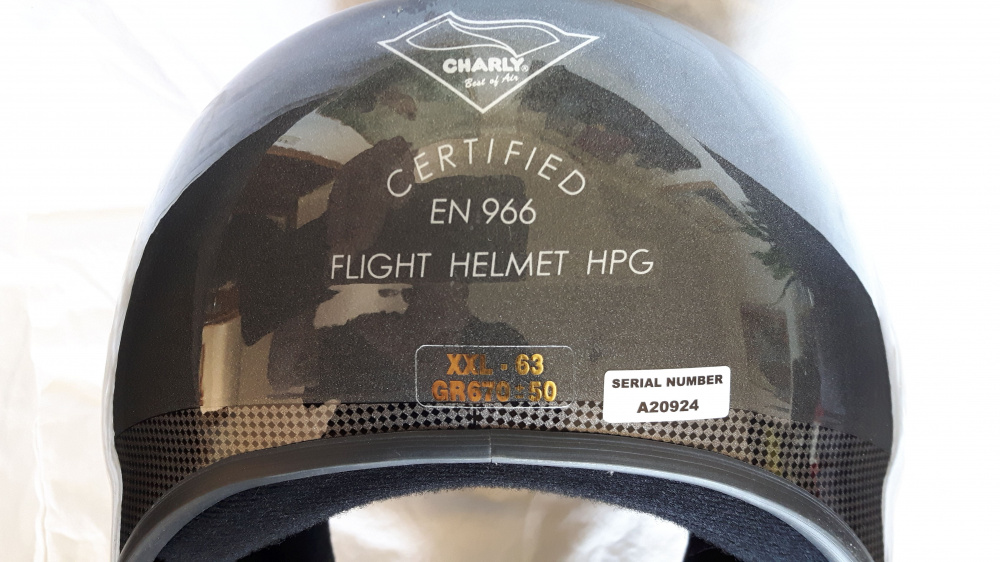 CHARLY®
Best of Air
CERTIFIED
EN 966
FLIGHT HELMET HPG
XXL - 63
GR670±50
SERIAL NUMBER
A20924